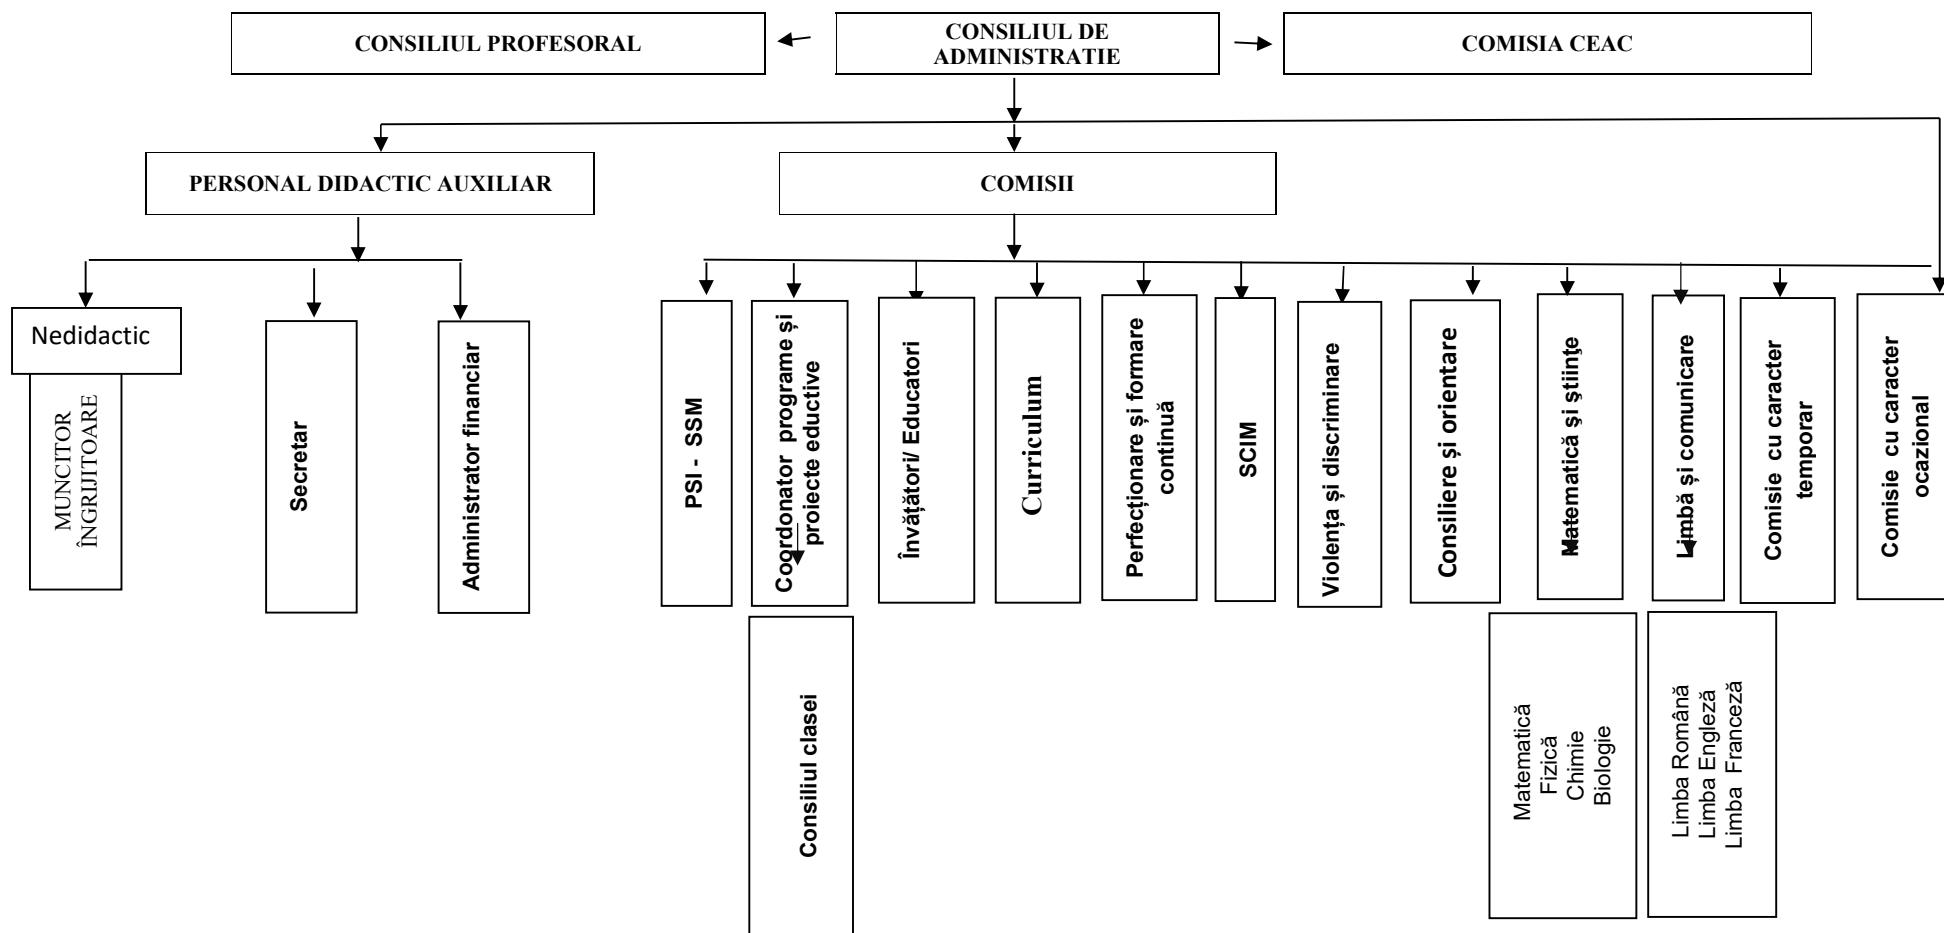 CONSILIUL PROFESORAL
CONSILIUL DE
ADMINISTRATIE
COMISIA CEAC
PERSONAL DIDACTIC AUXILIAR
COMISII
Nedidactic
MUNCITOR
ÎNGRIJITOARE
Secretar
Administrator financiar
PSI - SSM
Coordonator programe și
proiecte eductive
Învățători/ Educatori
Curriculum
Perfecționare și formare
continuă
SCIM
Violența și discriminare
Consiliere și orientare
Matematică şi ştiinţe
Limbă și comunicare
Comisie cu caracter
temporar
Comisie cu caracter
ocazional
Consiliul clasei
Matematică
Fizică
Chimie
Biologie
Limba Română
Limba Engleză
Limba Franceză